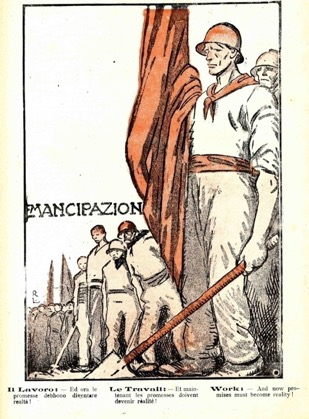 EMANCIPAZION
R
L
Il Lavoro: — Ed ora le
promesse debbono diventare
realtà!
Le Travail: — Et main-
tenant les promesses doivent
devenir réalité!
Work: — And now pro-
mises must become reality!